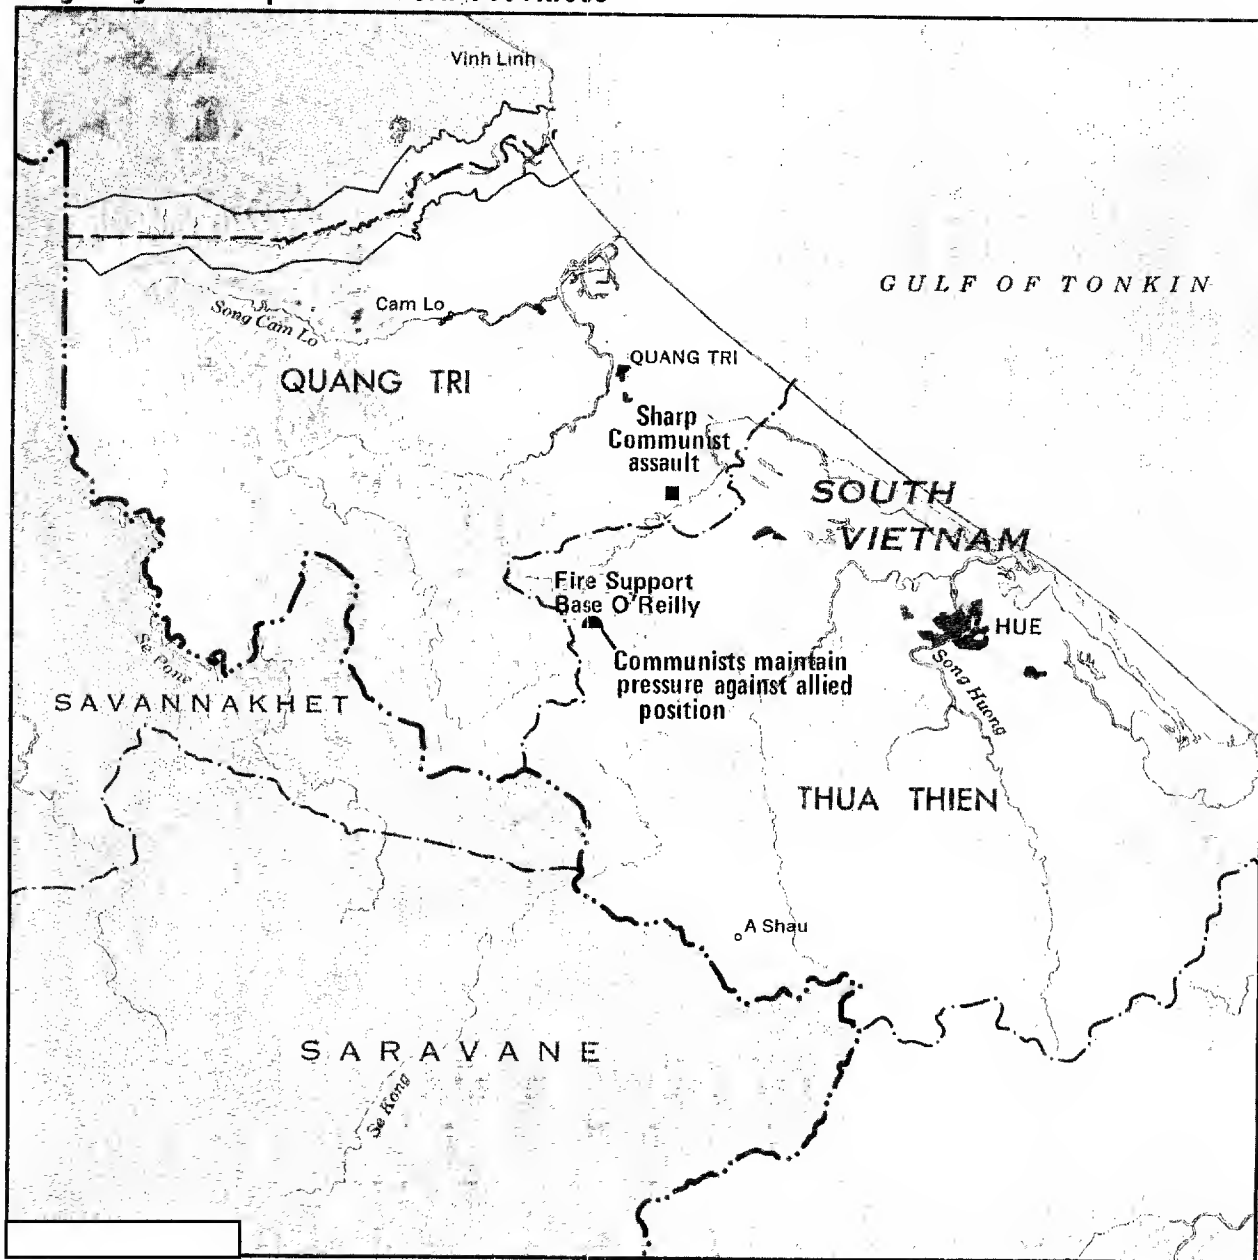 Vinh Linh
GULF OF TONKIN
Song Cam Lo
Cam Lo
QUANG TRI
QUANG TRI
Sharp
Communist
assault
SOUTH
VIETNAM
Fire Support
Base O'Reilly
HUE
Communists maintain
pressure against allied
position
Song Huong
Se Pone
SAVANNAKHET
THUA THIEN
A Shau
SARAVANE
Se Kong